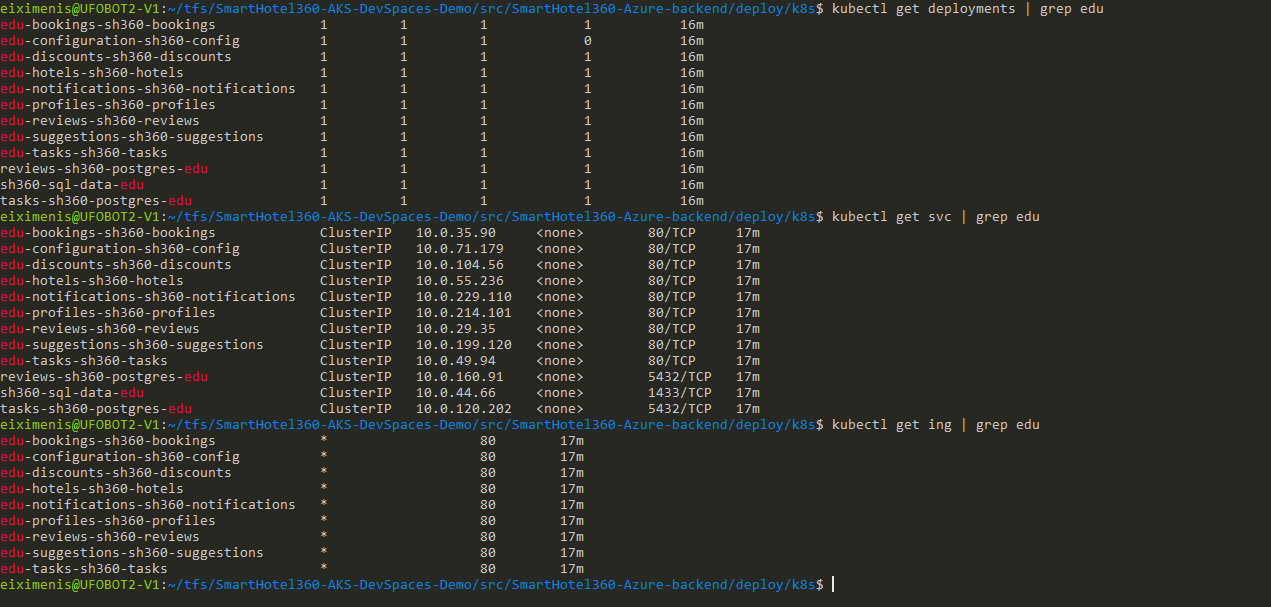 eiximenis@UFOBOT2-V1:~/tfs/SmartHotel360-AKS-DevSpaces-Demo/src/SmartHotel360-Azure-backend/deploy/k8s$ kubectl get deployments | grep edu
edu-bookings-sh360-bookings 1 1 1 1 16m
edu-configuration-sh360-config 1 1 1 0 16m
edu-discounts-sh360-discounts 1 1 1 1 16m
edu-hotels-sh360-hotels 1 1 1 1 16m
edu-notifications-sh360-notifications 1 1 1 1 16m
edu-profiles-sh360-profiles 1 1 1 1 16m
edu-reviews-sh360-reviews 1 1 1 1 16m
edu-suggestions-sh360-suggestions 1 1 1 1 16m
edu-tasks-sh360-tasks 1 1 1 1 16m
reviews-sh360-postgres-edu 1 1 1 1 16m
sh360-sql-data-edu 1 1 1 1 16m
tasks-sh360-postgres-edu 1 1 1 1 16m
eiximenis@UFOBOT2-V1:~/tfs/SmartHotel360-AKS-DevSpaces-Demo/src/SmartHotel360-Azure-backend/deploy/k8s$ kubectl get svc | grep edu
edu-bookings-sh360-bookings ClusterIP 10.0.35.90 <none> 80/TCP 17m
edu-configuration-sh360-config ClusterIP 10.0.71.179 <none> 80/TCP 17m
edu-discounts-sh360-discounts ClusterIP 10.0.104.56 <none> 80/TCP 17m
edu-hotels-sh360-hotels ClusterIP 10.0.55.236 <none> 80/TCP 17m
edu-notifications-sh360-notifications ClusterIP 10.0.229.110 <none> 80/TCP 17m
edu-profiles-sh360-profiles ClusterIP 10.0.214.101 <none> 80/TCP 17m
edu-reviews-sh360-reviews ClusterIP 10.0.29.35 <none> 80/TCP 17m
edu-suggestions-sh360-suggestions ClusterIP 10.0.199.120 <none> 80/TCP 17m
edu-tasks-sh360-tasks ClusterIP 10.0.49.94 <none> 80/TCP 17m
reviews-sh360-postgres-edu ClusterIP 10.0.160.91 <none> 5432/TCP 17m
sh360-sql-data-edu ClusterIP 10.0.44.66 <none> 1433/TCP 17m
tasks-sh360-postgres-edu ClusterIP 10.0.120.202 <none> 5432/TCP 17m
eiximenis@UFOBOT2-V1:~/tfs/SmartHotel360-AKS-DevSpaces-Demo/src/SmartHotel360-Azure-backend/deploy/k8s$ kubectl get ing | grep edu
edu-bookings-sh360-bookings * 80 17m
edu-configuration-sh360-config * 80 17m
edu-discounts-sh360-discounts * 80 17m
edu-hotels-sh360-hotels * 80 17m
edu-notifications-sh360-notifications * 80 17m
edu-profiles-sh360-profiles * 80 17m
edu-reviews-sh360-reviews * 80 17m
edu-suggestions-sh360-suggestions * 80 17m
edu-tasks-sh360-tasks * 80 17m
eiximenis@UFOBOT2-V1:~/tfs/SmartHotel360-AKS-DevSpaces-Demo/src/SmartHotel360-Azure-backend/deploy/k8s$